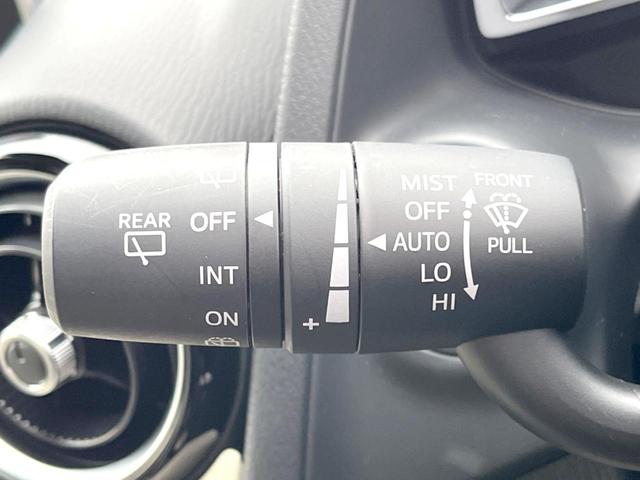 REAR
OFF
INT
ON
+
MIST
OFF
AUTO
LO
HI
FRONT
PULL